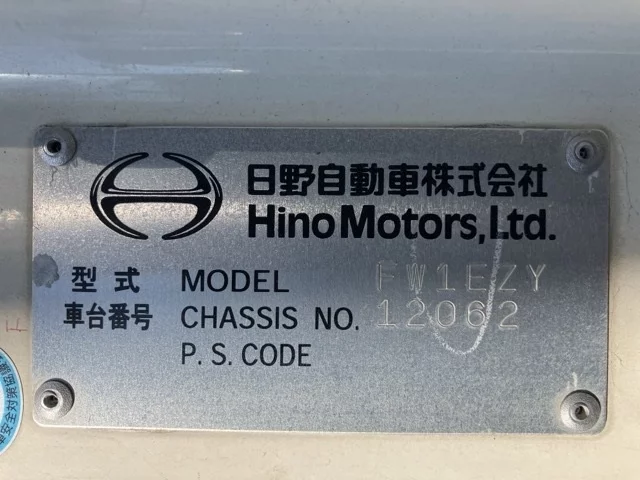 日野自動車株式会社
Hino Motors, Ltd.
型式 MODEL FW1EZY
車台番号 CHASSIS NO. 12062
P. S. CODE